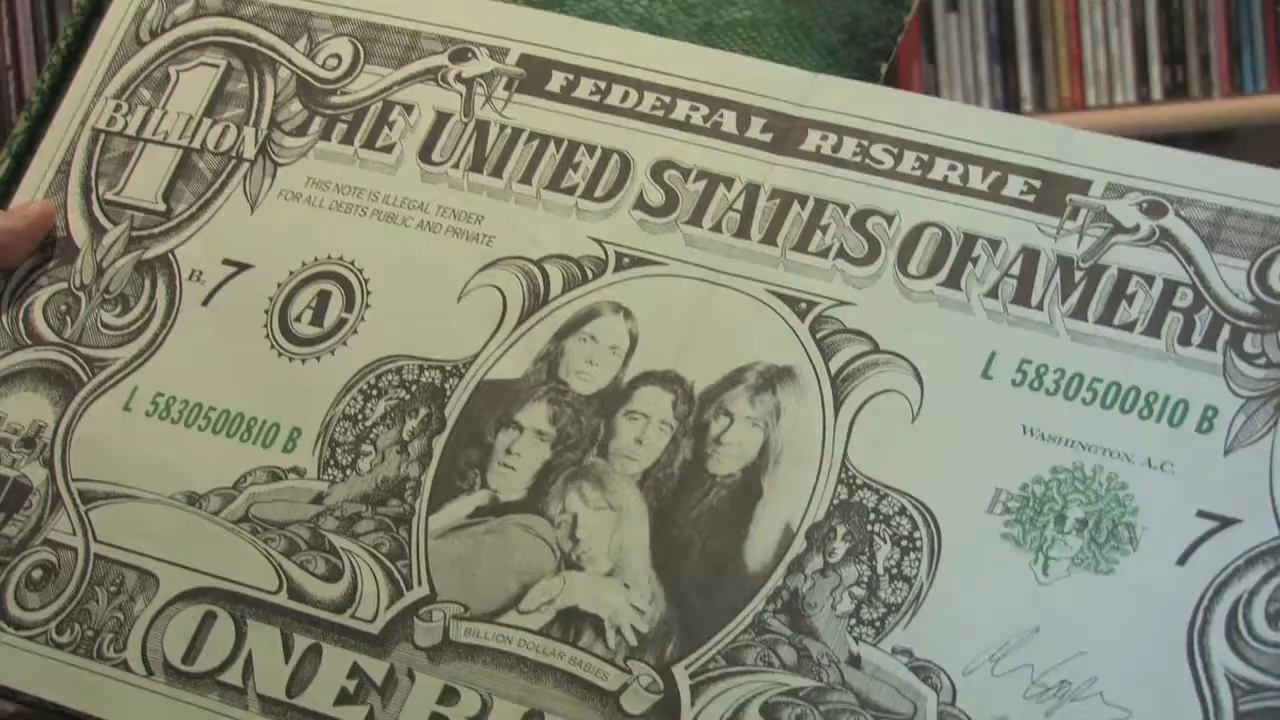 FEDERAL RESERVE
1
BILLION
THE UNITED STATES OF AMERI
THIS NOTE IS ILLEGAL TENDER
FOR ALL DEBTS PUBLIC AND PRIVATE
B. 7
A
L 5830500810 B
L 5830500810 B
WASHINGTON, A.C.
7
BILLION DOLLAR BABIES
ONE B